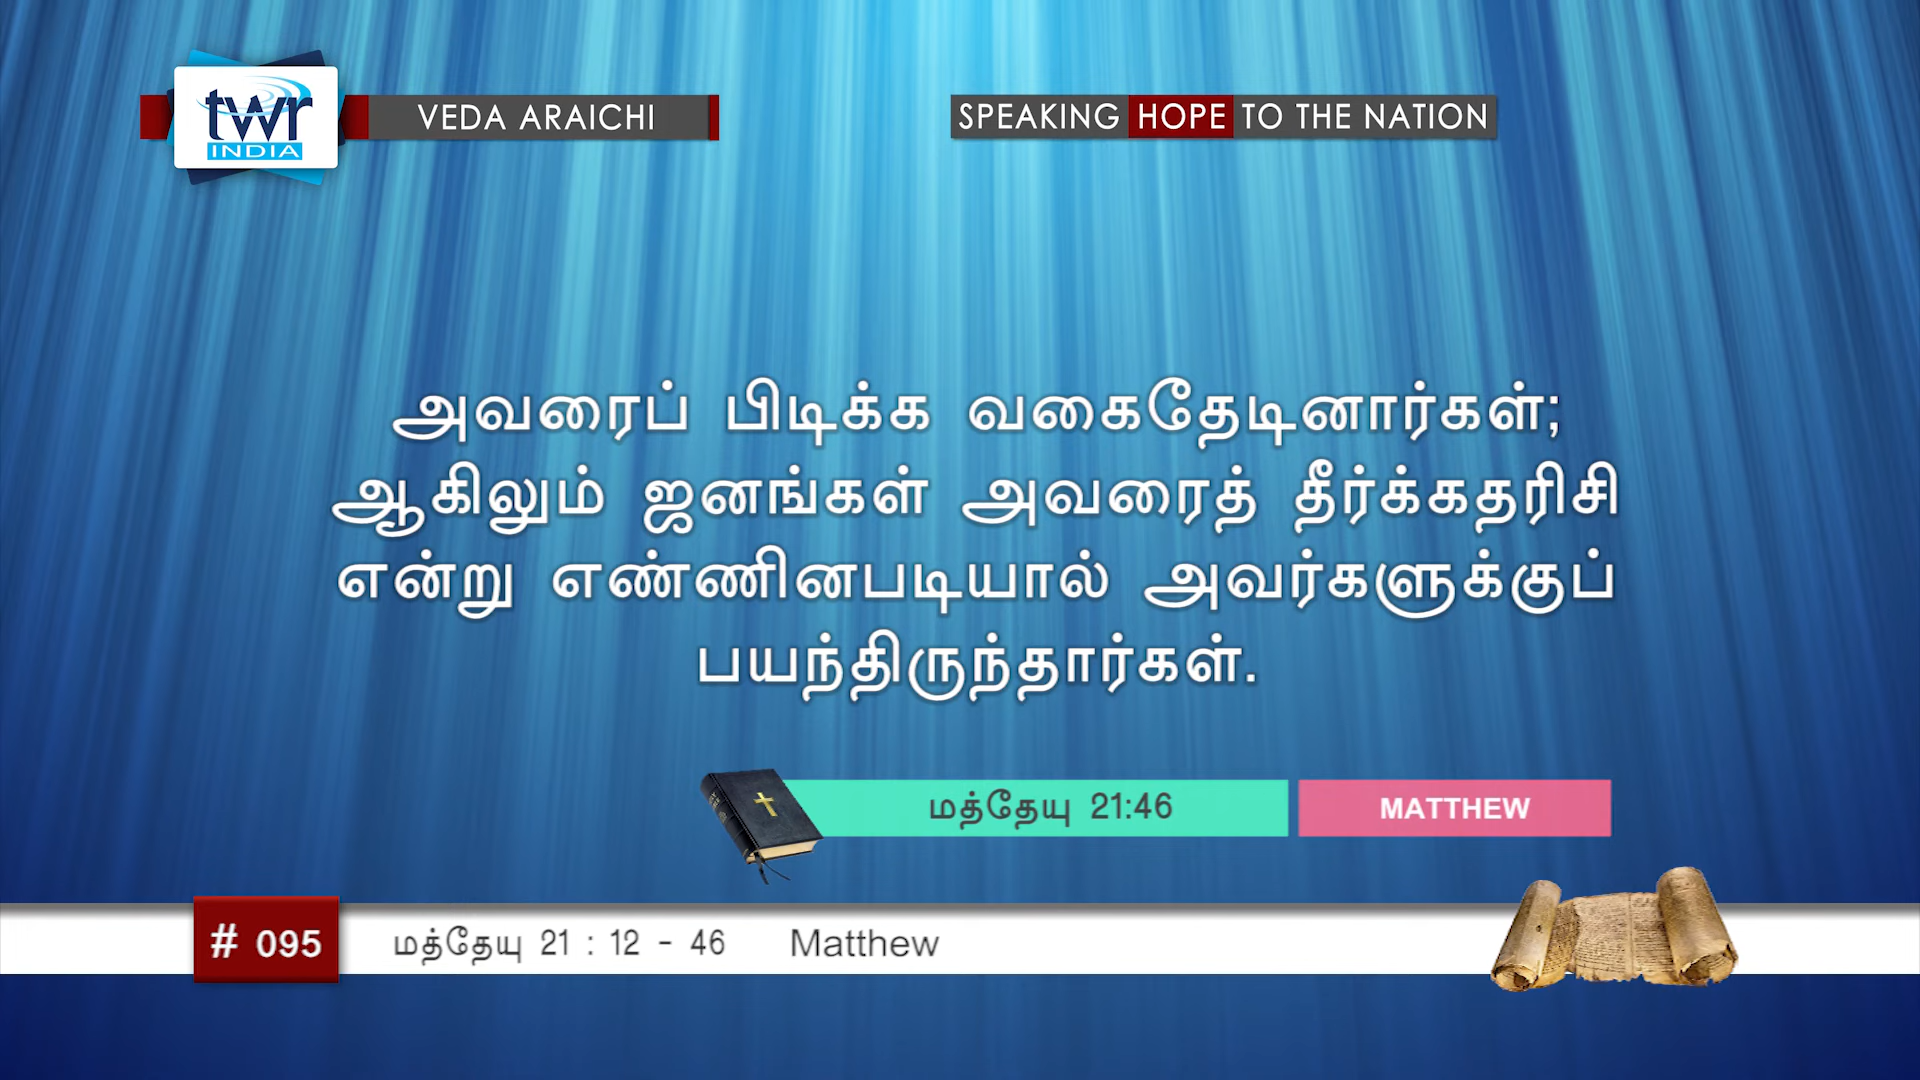 twr
INDIA
VEDA ARAICHI
SPEAKING HOPE TO THE NATION
அவரைப் பிடிக்க வகைதேடினார்கள்;
ஆகிலும் ஜனங்கள் அவரைத் தீர்க்கதரிசி
என்று எண்ணினபடியால் அவர்களுக்குப்
பயந்திருந்தார்கள்.
மத்தேயு 21:46
MATTHEW
# 095
மத்தேயு 21 : 12 - 46 Matthew